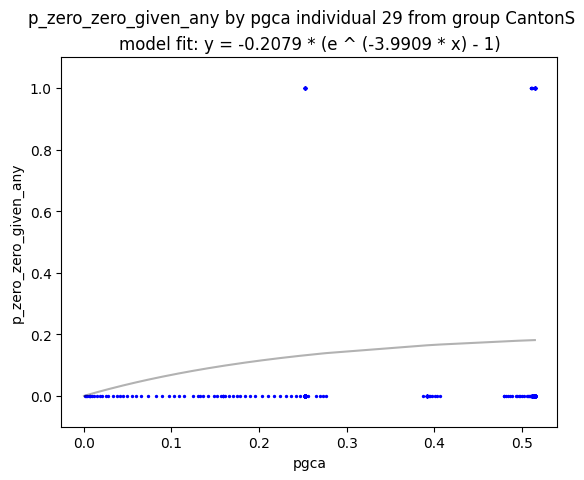 p_zero_zero_given_any by pgca individual 29 from group CantonS
model fit: y = -0.2079 * (e ^ (-3.9909 * x) - 1)
p_zero_zero_given_any
1.0
0.8
0.6
0.4
0.2
0.0
0.0 0.1 0.2 0.3 0.4 0.5
pgca